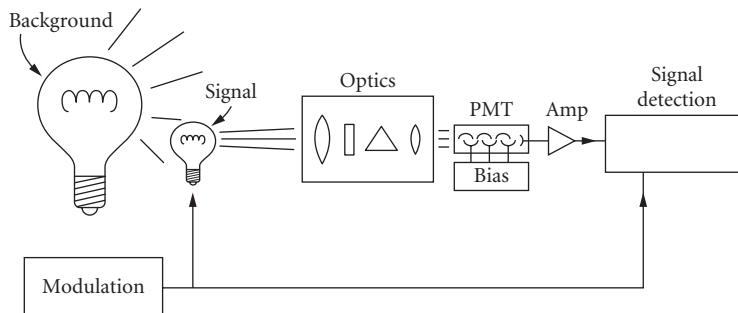 Background
Signal
Optics
PMT
Bias
Amp
Signal
detection
Modulation